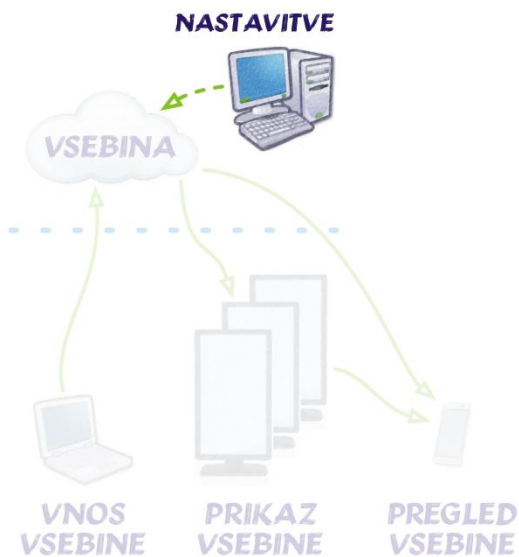 NASTAVITVE
VSEBINA
VNOS
VSEBINE
PRIKAZ
VSEBINE
PREGLED
VSEBINE